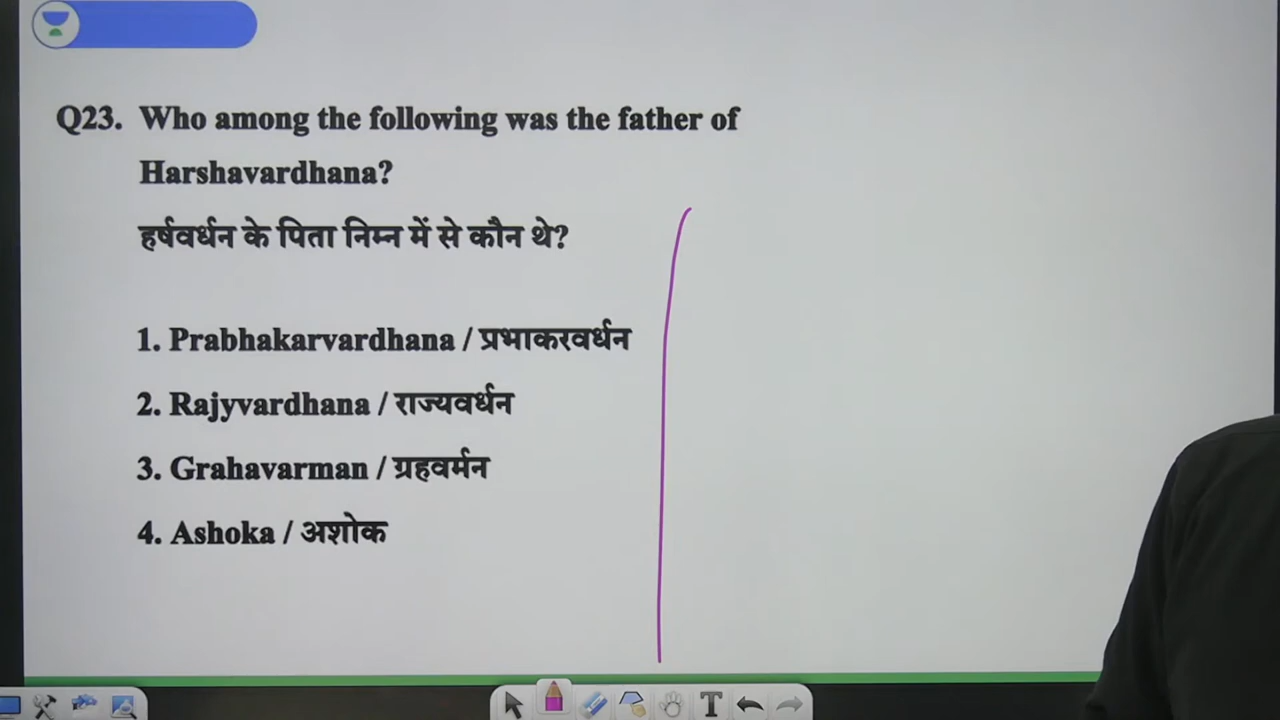 Q23. Who among the following was the father of
Harshavardhana?
हर्षवर्धन के पिता निम्न में से कौन थे?
1. Prabhakarvardhana / प्रभाकरवर्धन
2. Rajyvardhana / राज्यवर्धन
3. Grahavarman / ग्रहवर्मन
4. Ashoka / अशोक
T